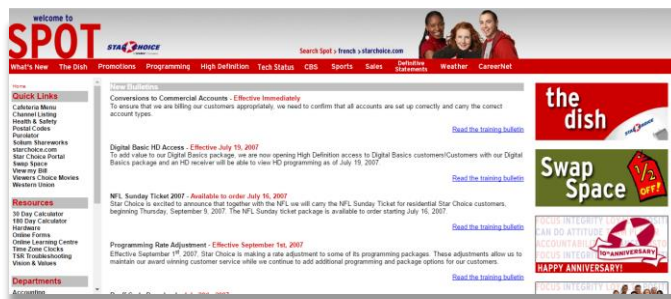 welcome to
SPOT
STAR CHOICE
Search Spot > french > starchoice.com
What's New The Dish Promotions Programming High Definition Tech Status CBS Sports Sales Definitive Statements Weather CareerNet
Home
Quick Links
Cafeteria Menu
Channel Listing
Health & Safety
Postal Codes
Purolator
Solium Shareworks
starchoice.com
Star Choice Portal
Swap Space
View my Bill
Viewers Choice Movies
Western Union
Resources
30 Day Calculator
180 Day Calculator
Hardware
Online Forms
Online Learning Centre
Time Zone Clocks
TSR Troubleshooting
Vision & Values
Departments
Accounting
New Bulletins
Conversions to Commercial Accounts - Effective Immediately
To ensure that we are billing our customers appropriately, we need to confirm that all accounts are set up correctly and carry the correct
account types.
Read the training bulletin
Digital Basic HD Access - Effective July 19, 2007
To add value to our Digital Basics package, we are now opening High Definition access to Digital Basics customers!Customers with our Digital
Basics package and an HD receiver will be able to view HD programming as of July 19, 2007.
Read the training bulletin
NFL Sunday Ticket 2007 - Available to order July 16, 2007
Star Choice is excited to announce that together with the NFL we will carry the NFL Sunday Ticket for residential Star Choice customers,
beginning Thursday, September 9, 2007. The NFL Sunday ticket package is available to order starting July 16, 2007.
Read the training bulletin
Programming Rate Adjustment - Effective September 1st, 2007
Effective September 1st, 2007, Star Choice is making a rate adjustment to some of its programming packages. These adjustments allow us to
maintain our award winning customer service while we continue to add additional programming and package options for our customers.
Read the training bulletin
the
dish
STAR CHOICE
Swap
Space
1/2
OFF!
FOCUS INTEGRITY
CAN DO ATTITUDE
ACCOUNTABIL
FOCUS INTEG
10th ANNIVERSARY
HAPPY ANNIVERSARY!
FOCUS INTEGRITY